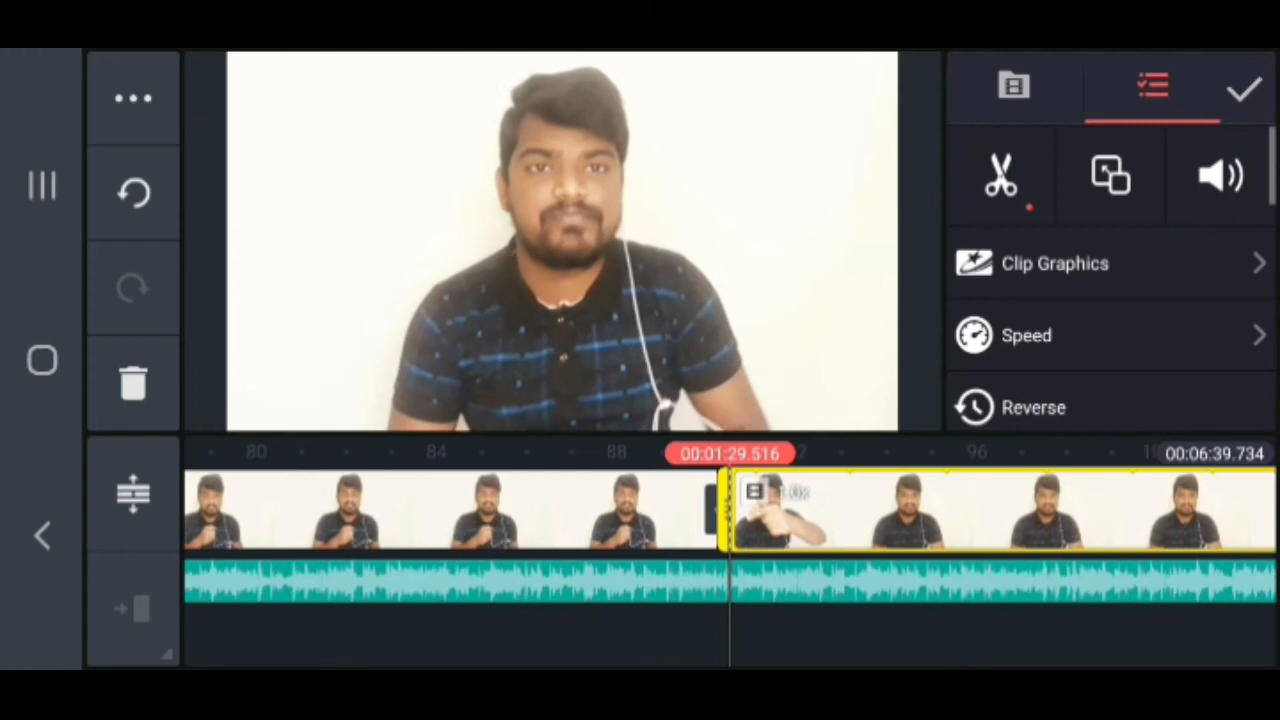 Clip Graphics
Speed
Reverse
80
84
88
00:01:29.516
96
00:06:39.734